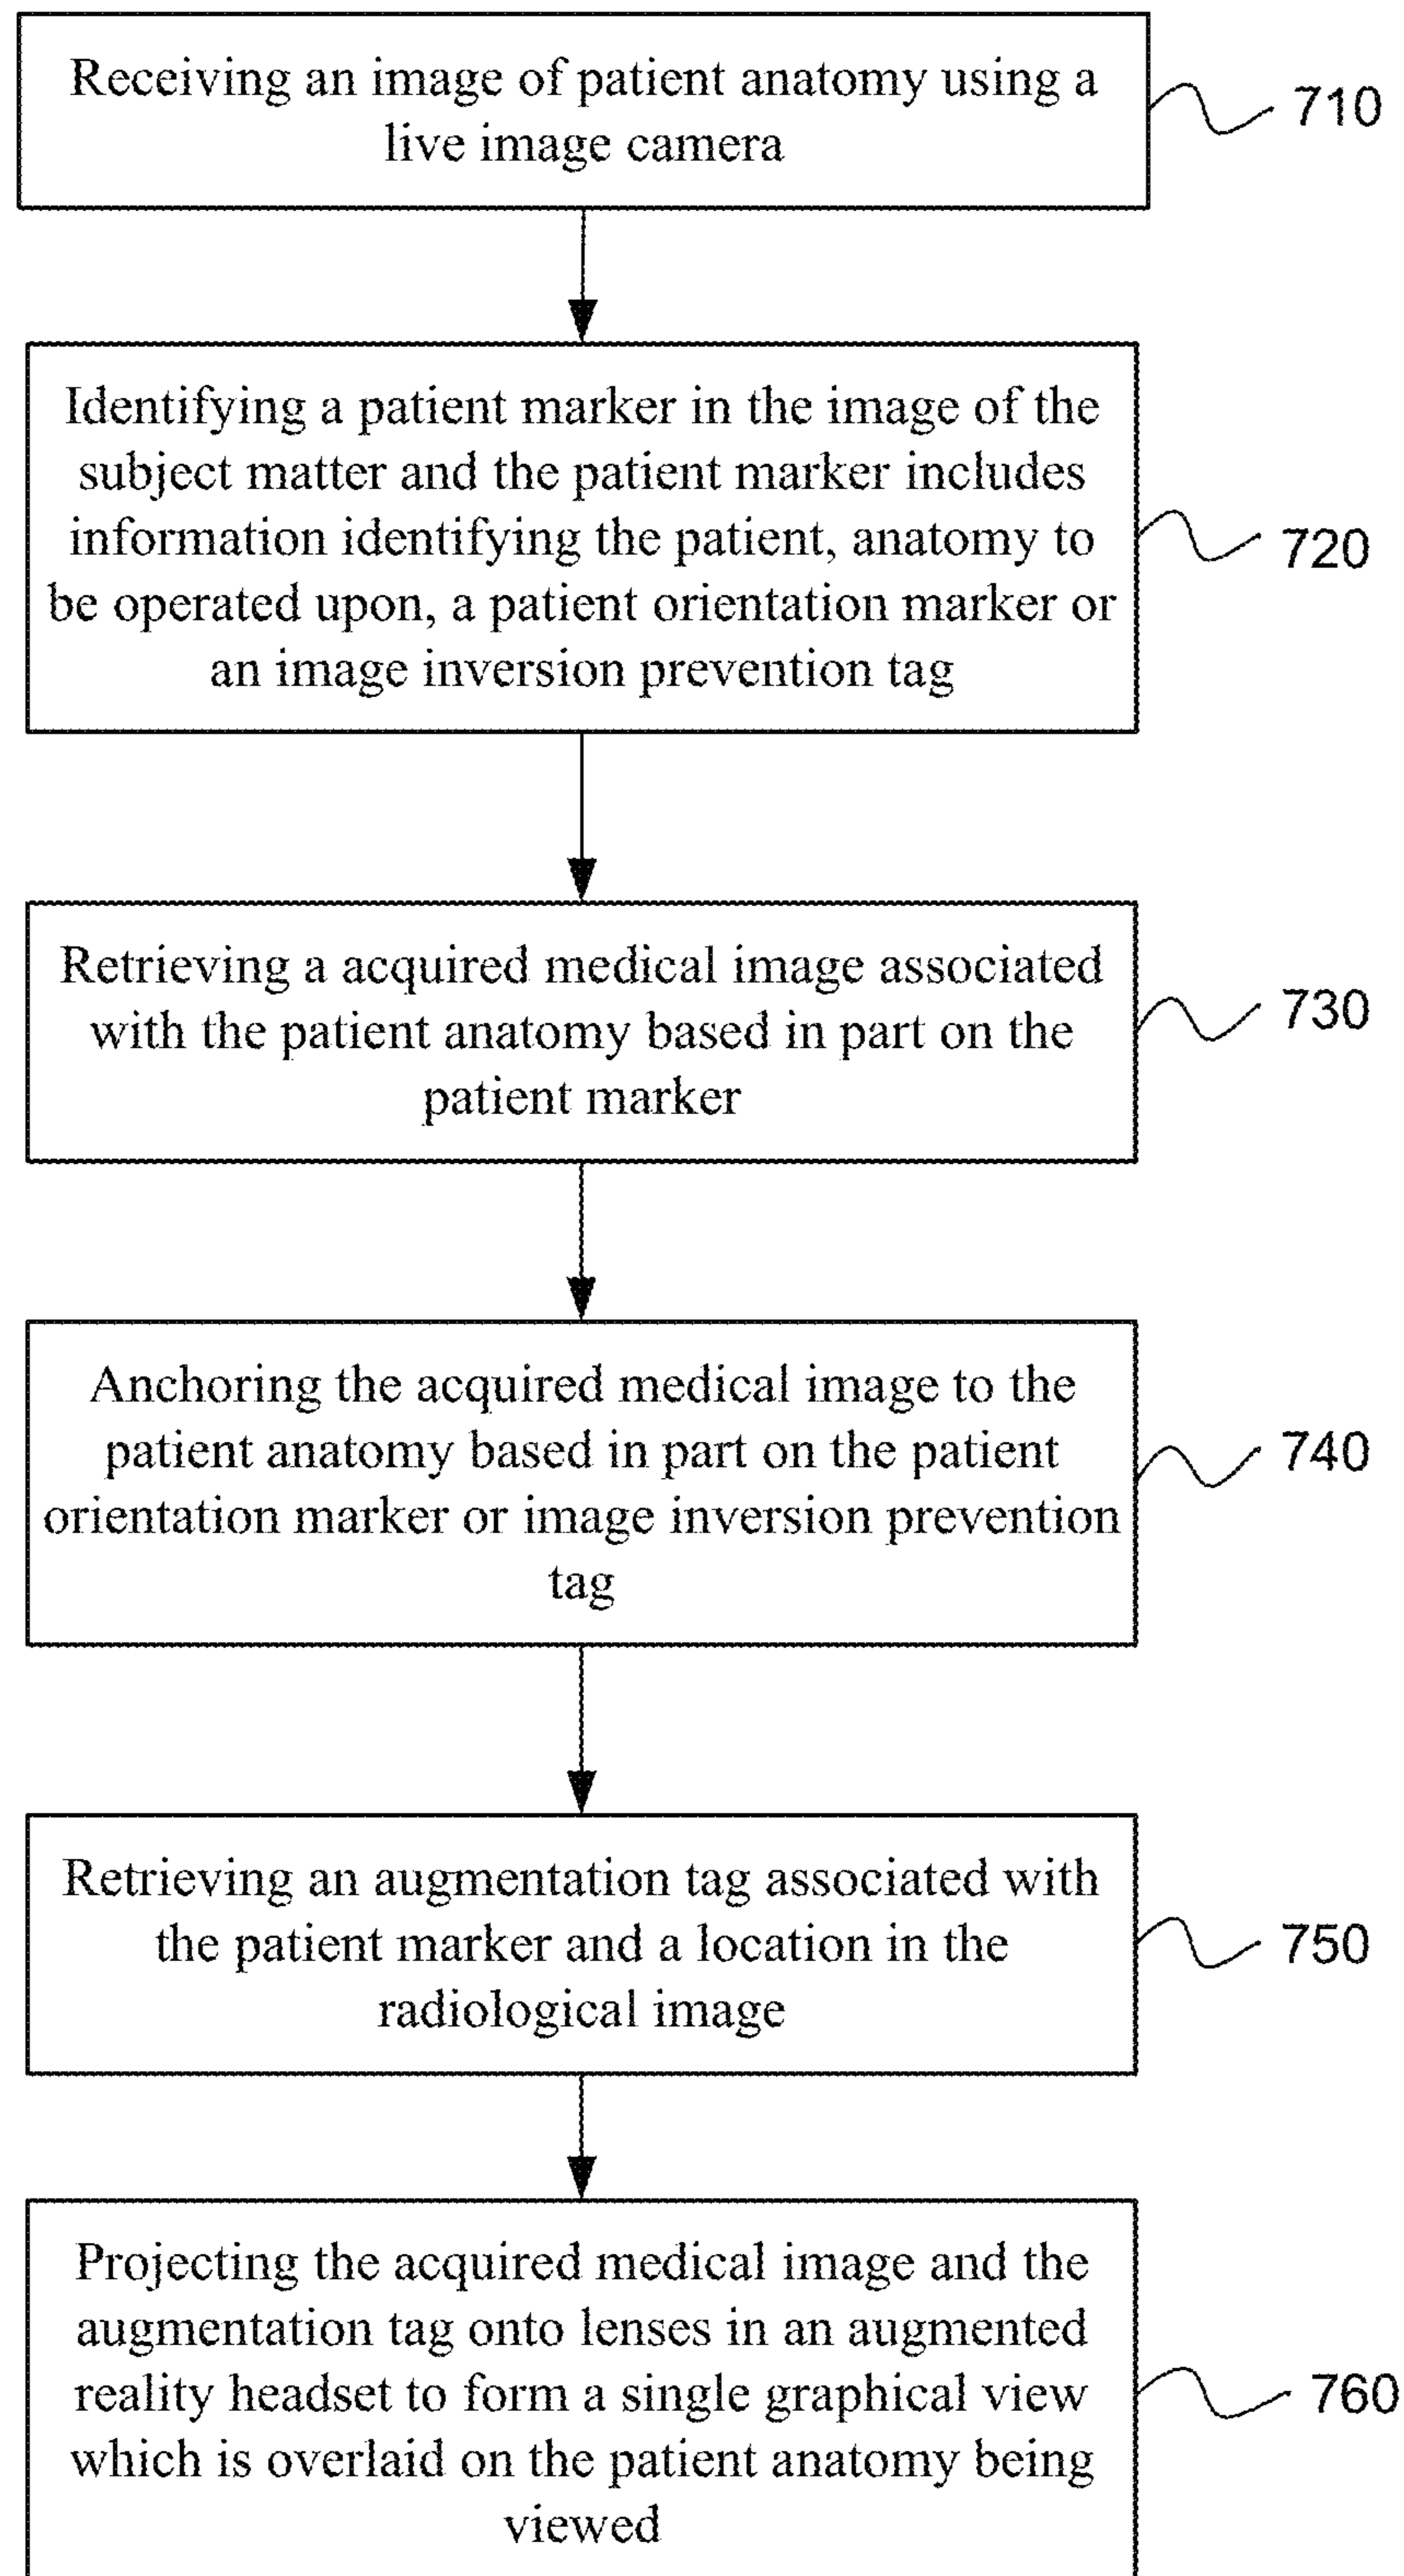 Receiving an image of patient anatomy using a
live image camera
710
Identifying a patient marker in the image of the
subject matter and the patient marker includes
information identifying the patient, anatomy to
be operated upon, a patient orientation marker or
an image inversion prevention tag
720
Retrieving a acquired medical image associated
with the patient anatomy based in part on the
patient marker
730
Anchoring the acquired medical image to the
patient anatomy based in part on the patient
orientation marker or image inversion prevention
tag
740
Retrieving an augmentation tag associated with
the patient marker and a location in the
radiological image
750
Projecting the acquired medical image and the
augmentation tag onto lenses in an augmented
reality headset to form a single graphical view
which is overlaid on the patient anatomy being
viewed
760